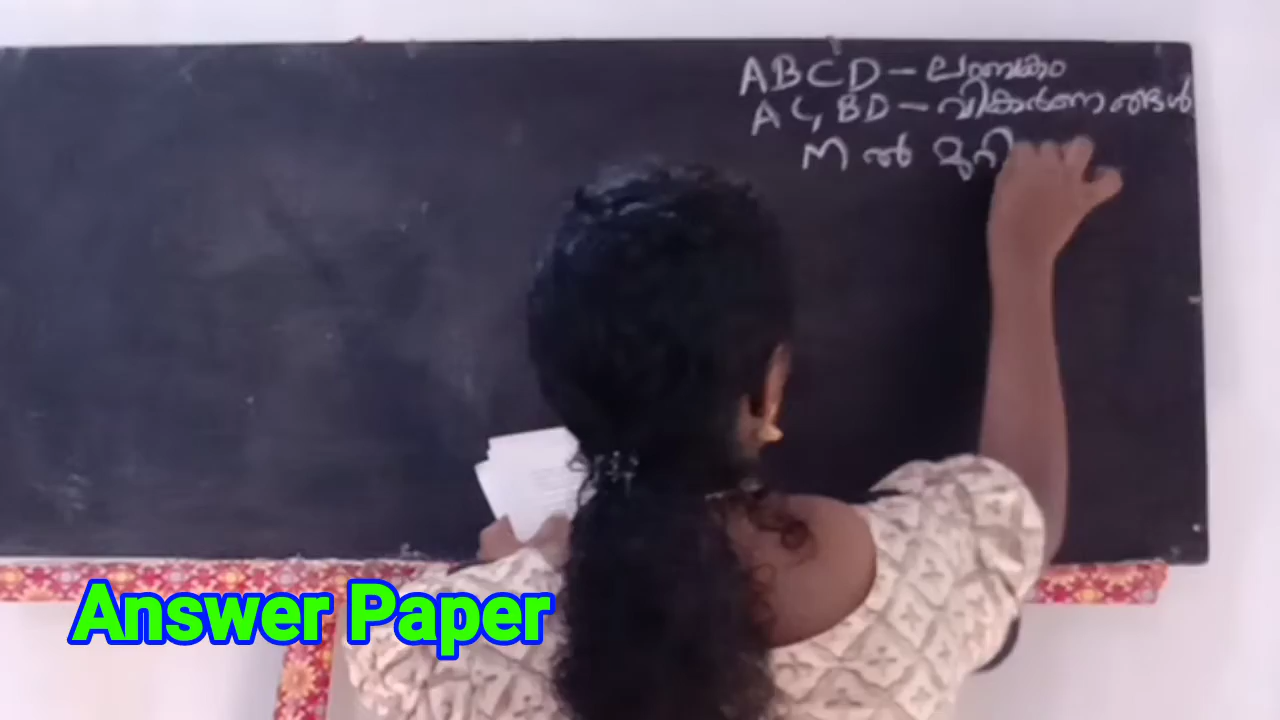 ABCD - ലംബകം
AC, BD - വികർണങ്ങൾ
M ൽ മുറി
Answer Paper